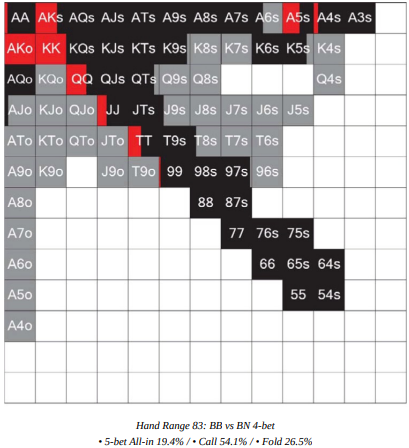 AA AKs AQs AJs ATs A9s A8s A7s A6s A5s A4s A3s
AKo KK KQs KJs KTs K9s K8s K7s K6s K5s K4s
AQo KQo QQ QJs QTs Q9s Q8s Q4s
AJo KJo QJo JJ JTs J9s J8s J7s J6s J5s
ATo KTo QTo JTo TT T9s T8s T7s T6s
A9o K9o J9o T9o 99 98s 97s 96s
A8o 88 87s
A7o 77 76s 75s
A6o 66 65s 64s
A5o 55 54s
A4o
Hand Range 83: BB vs BN 4-bet
• 5-bet All-in 19.4% / • Call 54.1% / • Fold 26.5%